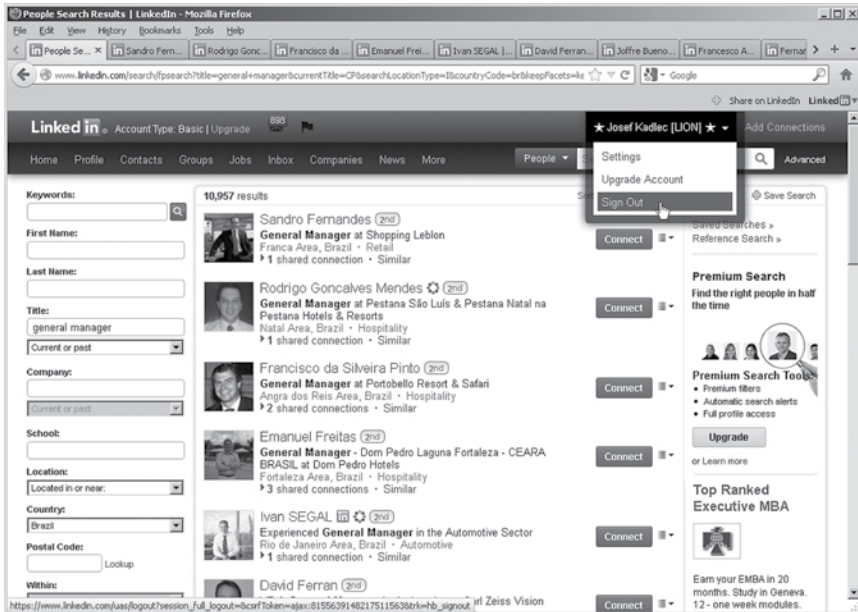 People Search Results | LinkedIn - Mozilla Firefox
File Edit View History Bookmarks Tools Help
People Se... × Sandro Fern... Rodrigo Gonc... Francisco da ... Emanuel Frei... Ivan SEGAL |... David Ferran... Joffre Bueno... Francesco A... Fernar
www.linkedin.com/search/fpsearch?title=general+manager&currentTitle=CP&searchLocationType=I&countryCode=br&keepFacets=ke Google
Share on LinkedIn LinkedIn
Linked in Account Type: Basic | Upgrade 898 ★ Josef Kadlec [LION] ★ Add Connections
Home Profile Contacts Groups Jobs Inbox Companies News More People Advanced
Settings
Upgrade Account
Sign Out
Keywords:
First Name:
Last Name:
Title:
general manager
Current or past
Company:
Current or past
School:
Location:
Located in or near:
Country:
Brazil
Postal Code:
Lookup
Within:
10,957 results
Save Search
Sandro Fernandes 2nd
General Manager at Shopping Leblon
Franca Area, Brazil • Retail
1 shared connection • Similar
Connect
Rodrigo Goncalves Mendes 2nd
General Manager at Pestana São Luís & Pestana Natal na
Pestana Hotels & Resorts
Natal Area, Brazil • Hospitality
1 shared connection • Similar
Connect
Francisco da Silveira Pinto 2nd
General Manager at Portobello Resort & Safari
Angra dos Reis Area, Brazil • Hospitality
2 shared connections • Similar
Connect
Emanuel Freitas 2nd
General Manager - Dom Pedro Laguna Fortaleza - CEARA
BRASIL at Dom Pedro Hotels
Fortaleza Area, Brazil • Hospitality
3 shared connections • Similar
Connect
Ivan SEGAL in 2nd
Experienced General Manager in the Automotive Sector
Rio de Janeiro Area, Brazil • Automotive
1 shared connection • Similar
Connect
David Ferran 2nd
Carl Zeiss Vision
Connect
Saved Searches »
Reference Search »
Premium Search
Find the right people in half
the time
Premium Search Tools:
• Premium filters
• Automatic search alerts
• Full profile access
Upgrade
or Learn more
Top Ranked
Executive MBA
Earn your EMBA in 20
months. Study in Geneva.
12 - one week modules.
https://www.linkedin.com/uas/logout?session_full_logout=&csrfToken=ajax:8155639148217511563&trk=hb_signout